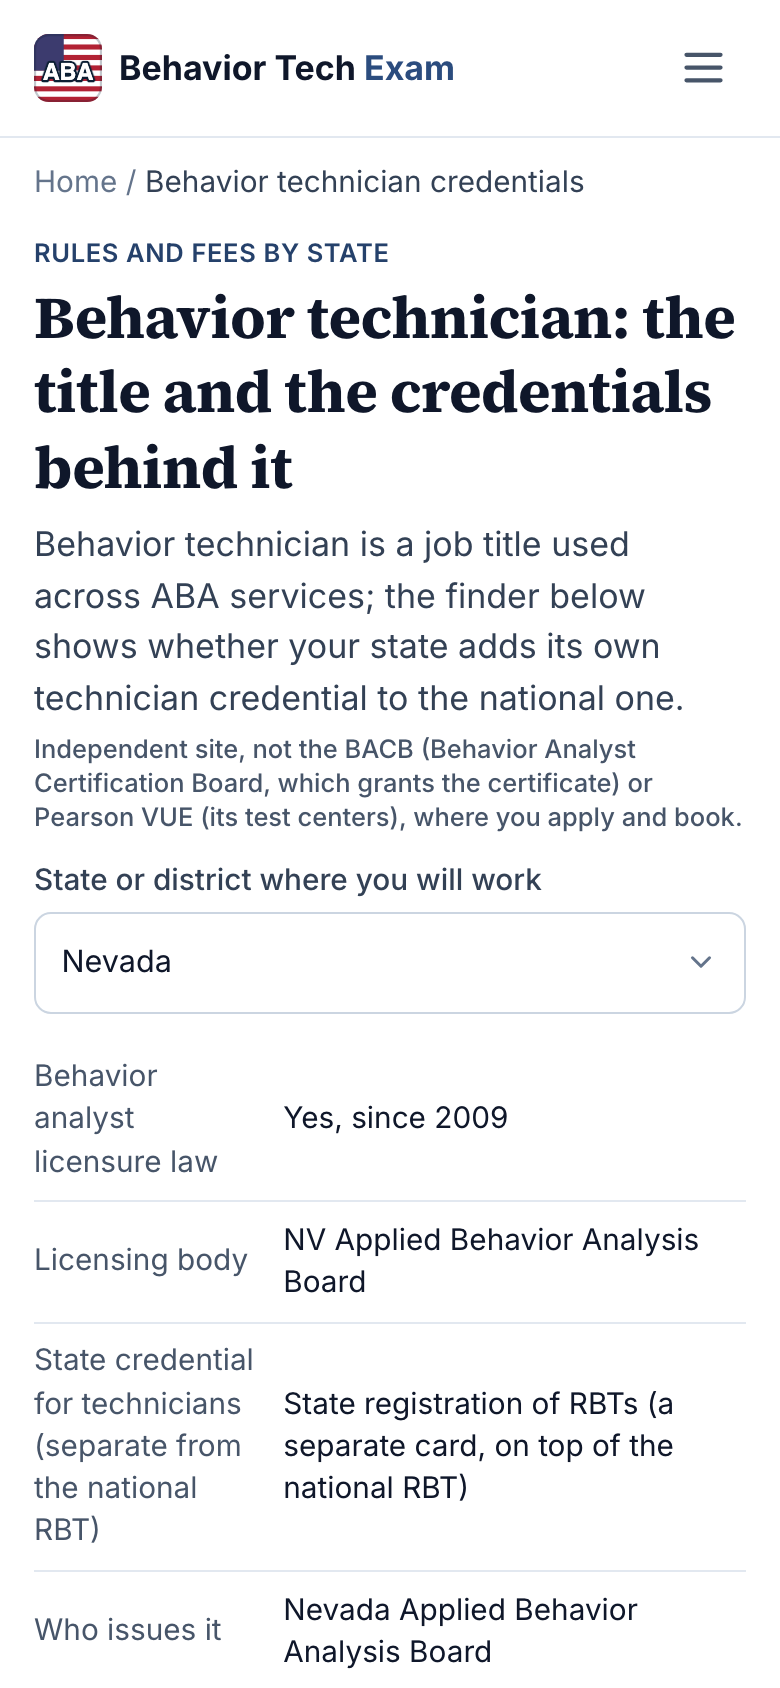 ABA
Behavior Tech Exam
Home / Behavior technician credentials
RULES AND FEES BY STATE
Behavior technician: the
title and the credentials
behind it
Behavior technician is a job title used
across ABA services; the finder below
shows whether your state adds its own
technician credential to the national one.
Independent site, not the BACB (Behavior Analyst
Certification Board, which grants the certificate) or
Pearson VUE (its test centers), where you apply and book.
State or district where you will work
Nevada
Behavior
analyst
licensure law
Yes, since 2009
Licensing body
NV Applied Behavior Analysis
Board
State credential
for technicians
(separate from
the national
RBT)
State registration of RBTs (a
separate card, on top of the
national RBT)
Who issues it
Nevada Applied Behavior
Analysis Board